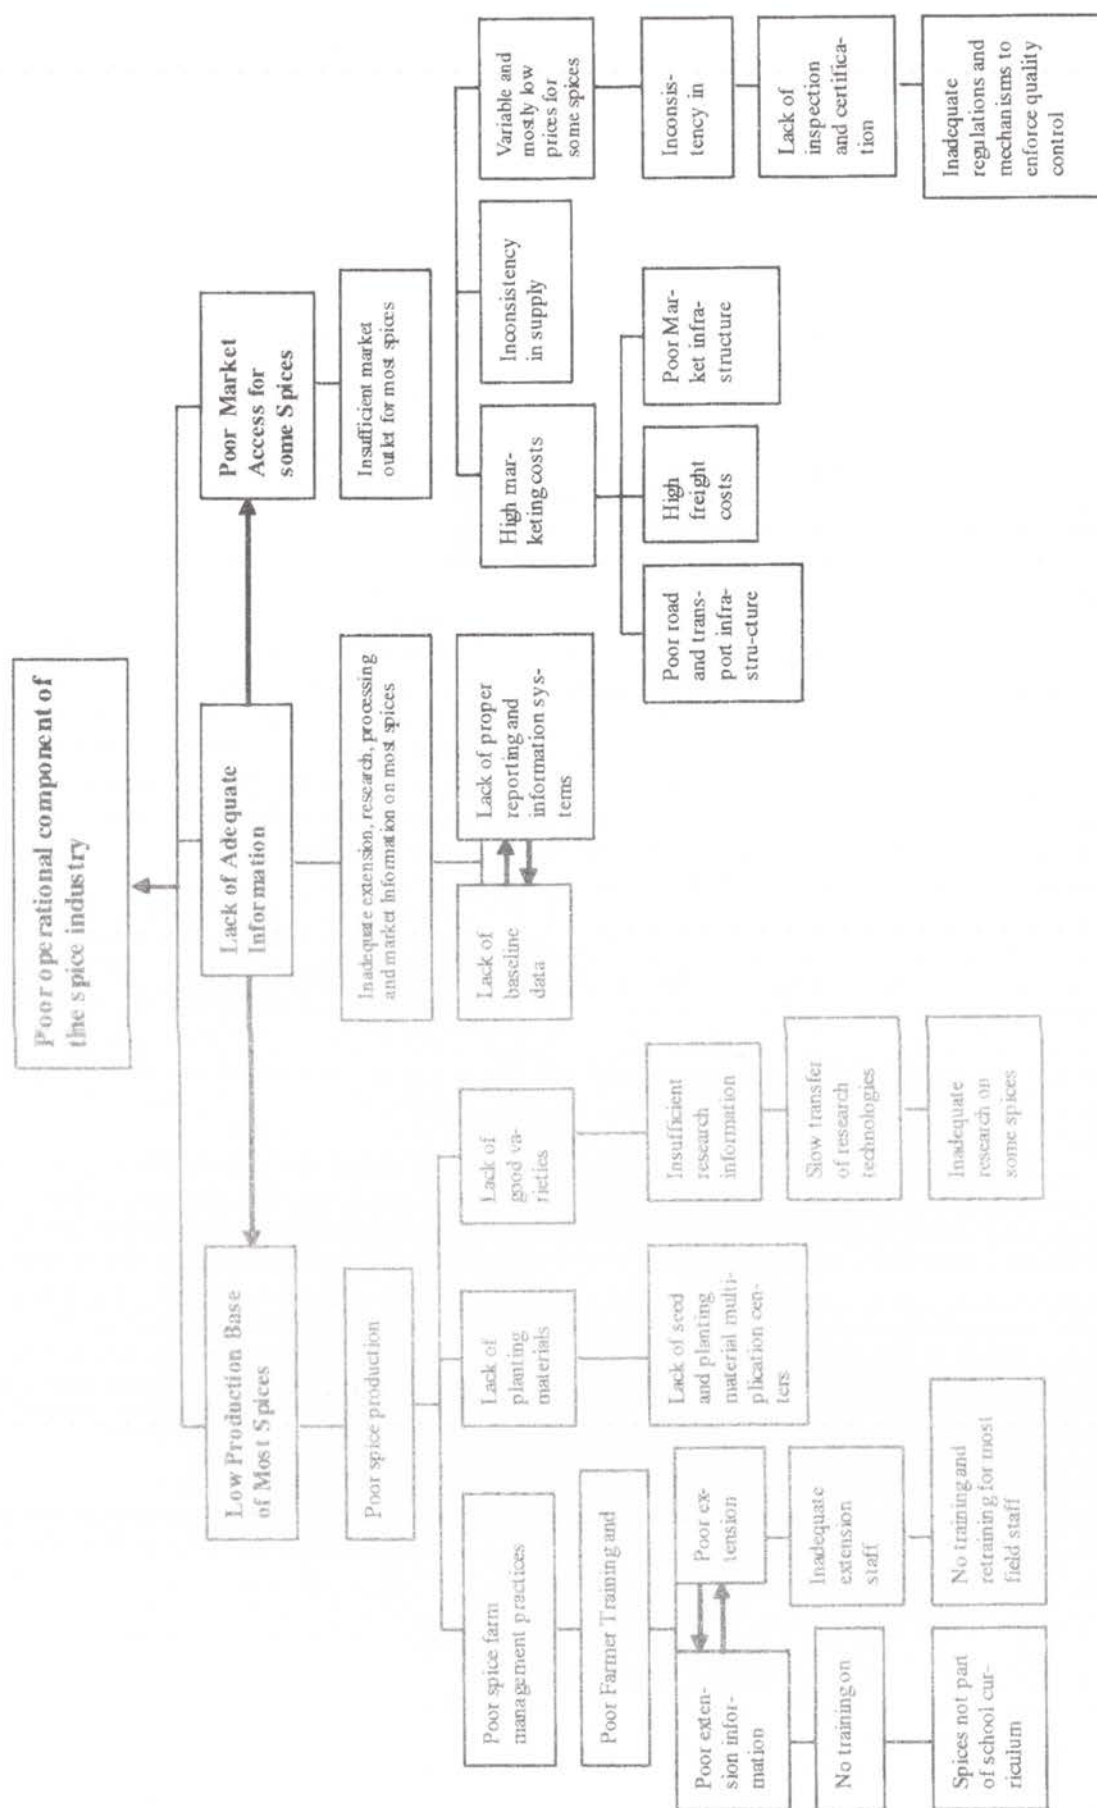 Poor operational component of
the spice industry
Low Production Base
of Most Spices
Lack of Adequate
Information
Poor Market
Access for
some Spices
Poor spice production
Inadequate extension, research, processing
and market information on most spices
Insufficient market
outlet for most spices
Poor spice farm
management practices
Lack of
planting
materials
Lack of
good va-
rieties
Lack of
baseline
data
Lack of proper
reporting and
information sys-
tems
High mar-
keting costs
Inconsistency
in supply
Variable and
mostly low
prices for
some spices
Poor Farmer Training and
Lack of seed
and planting
material multi-
plication cen-
ters
Insufficient
research
information
Poor road
and trans-
port infra-
stru-cture
High
freight
costs
Poor Mar-
ket infra-
structure
Inconsis-
tency in
Poor exten-
sion infor-
mation
Poor ex-
tension
Slow transfer
of research
technologies
Lack of
inspection
and certifica-
tion
No training on
Inadequate
extension
staff
Inadequate
research on
some spices
Inadequate
regulations and
mechanisms to
enforce quality
control
Spices not part
of school cur-
riculum
No training and
retraining for most
field staff